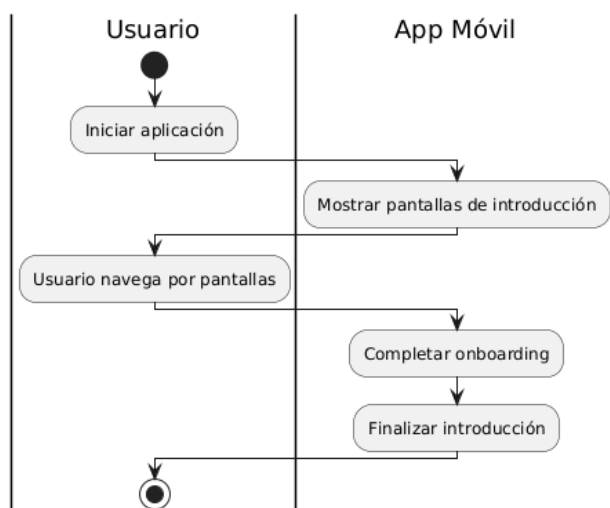 Usuario
App Móvil
Iniciar aplicación
Mostrar pantallas de introducción
Usuario navega por pantallas
Completar onboarding
Finalizar introducción